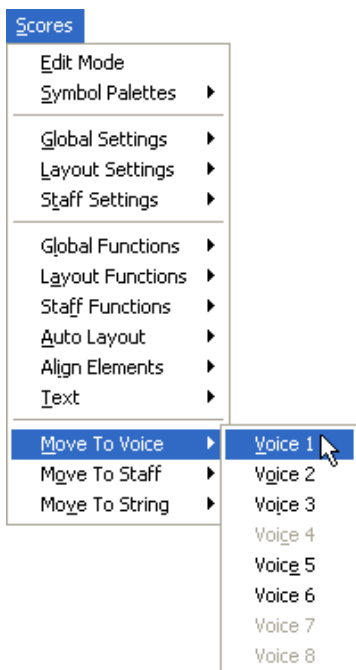 Scores
Edit Mode
Symbol Palettes
Global Settings
Layout Settings
Staff Settings
Global Functions
Layout Functions
Staff Functions
Auto Layout
Align Elements
Text
Move To Voice
Move To Staff
Move To String
Voice 1
Voice 2
Voice 3
Voice 4
Voice 5
Voice 6
Voice 7
Voice 8